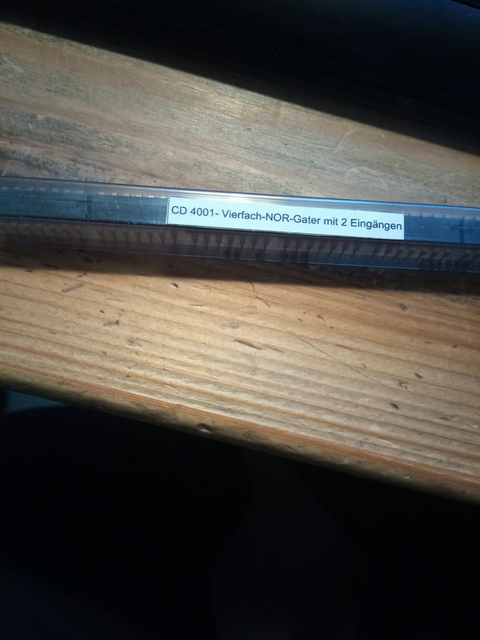 CD 4001- Vierfach-NOR-Gater mit 2 Eingängen